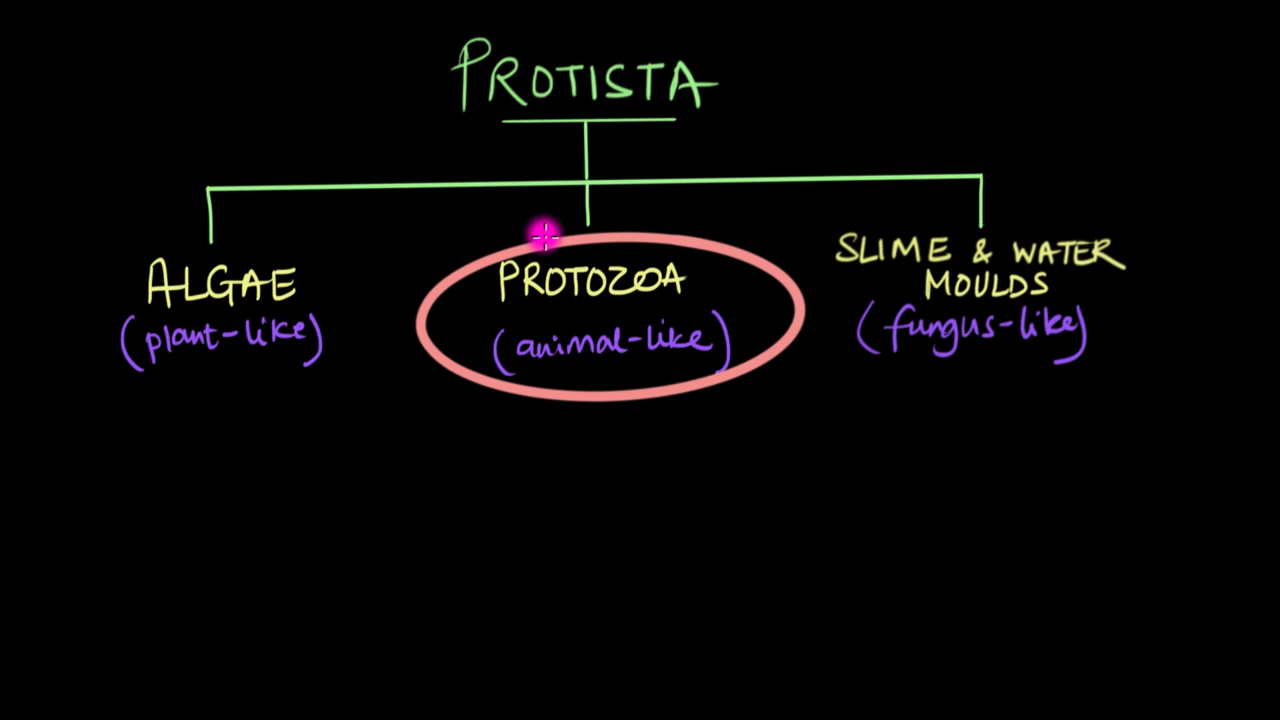 PROTISTA
ALGAE
(plant-like)
PROTOZOA
(animal-like)
SLIME & WATER
MOULDS
(fungus-like)